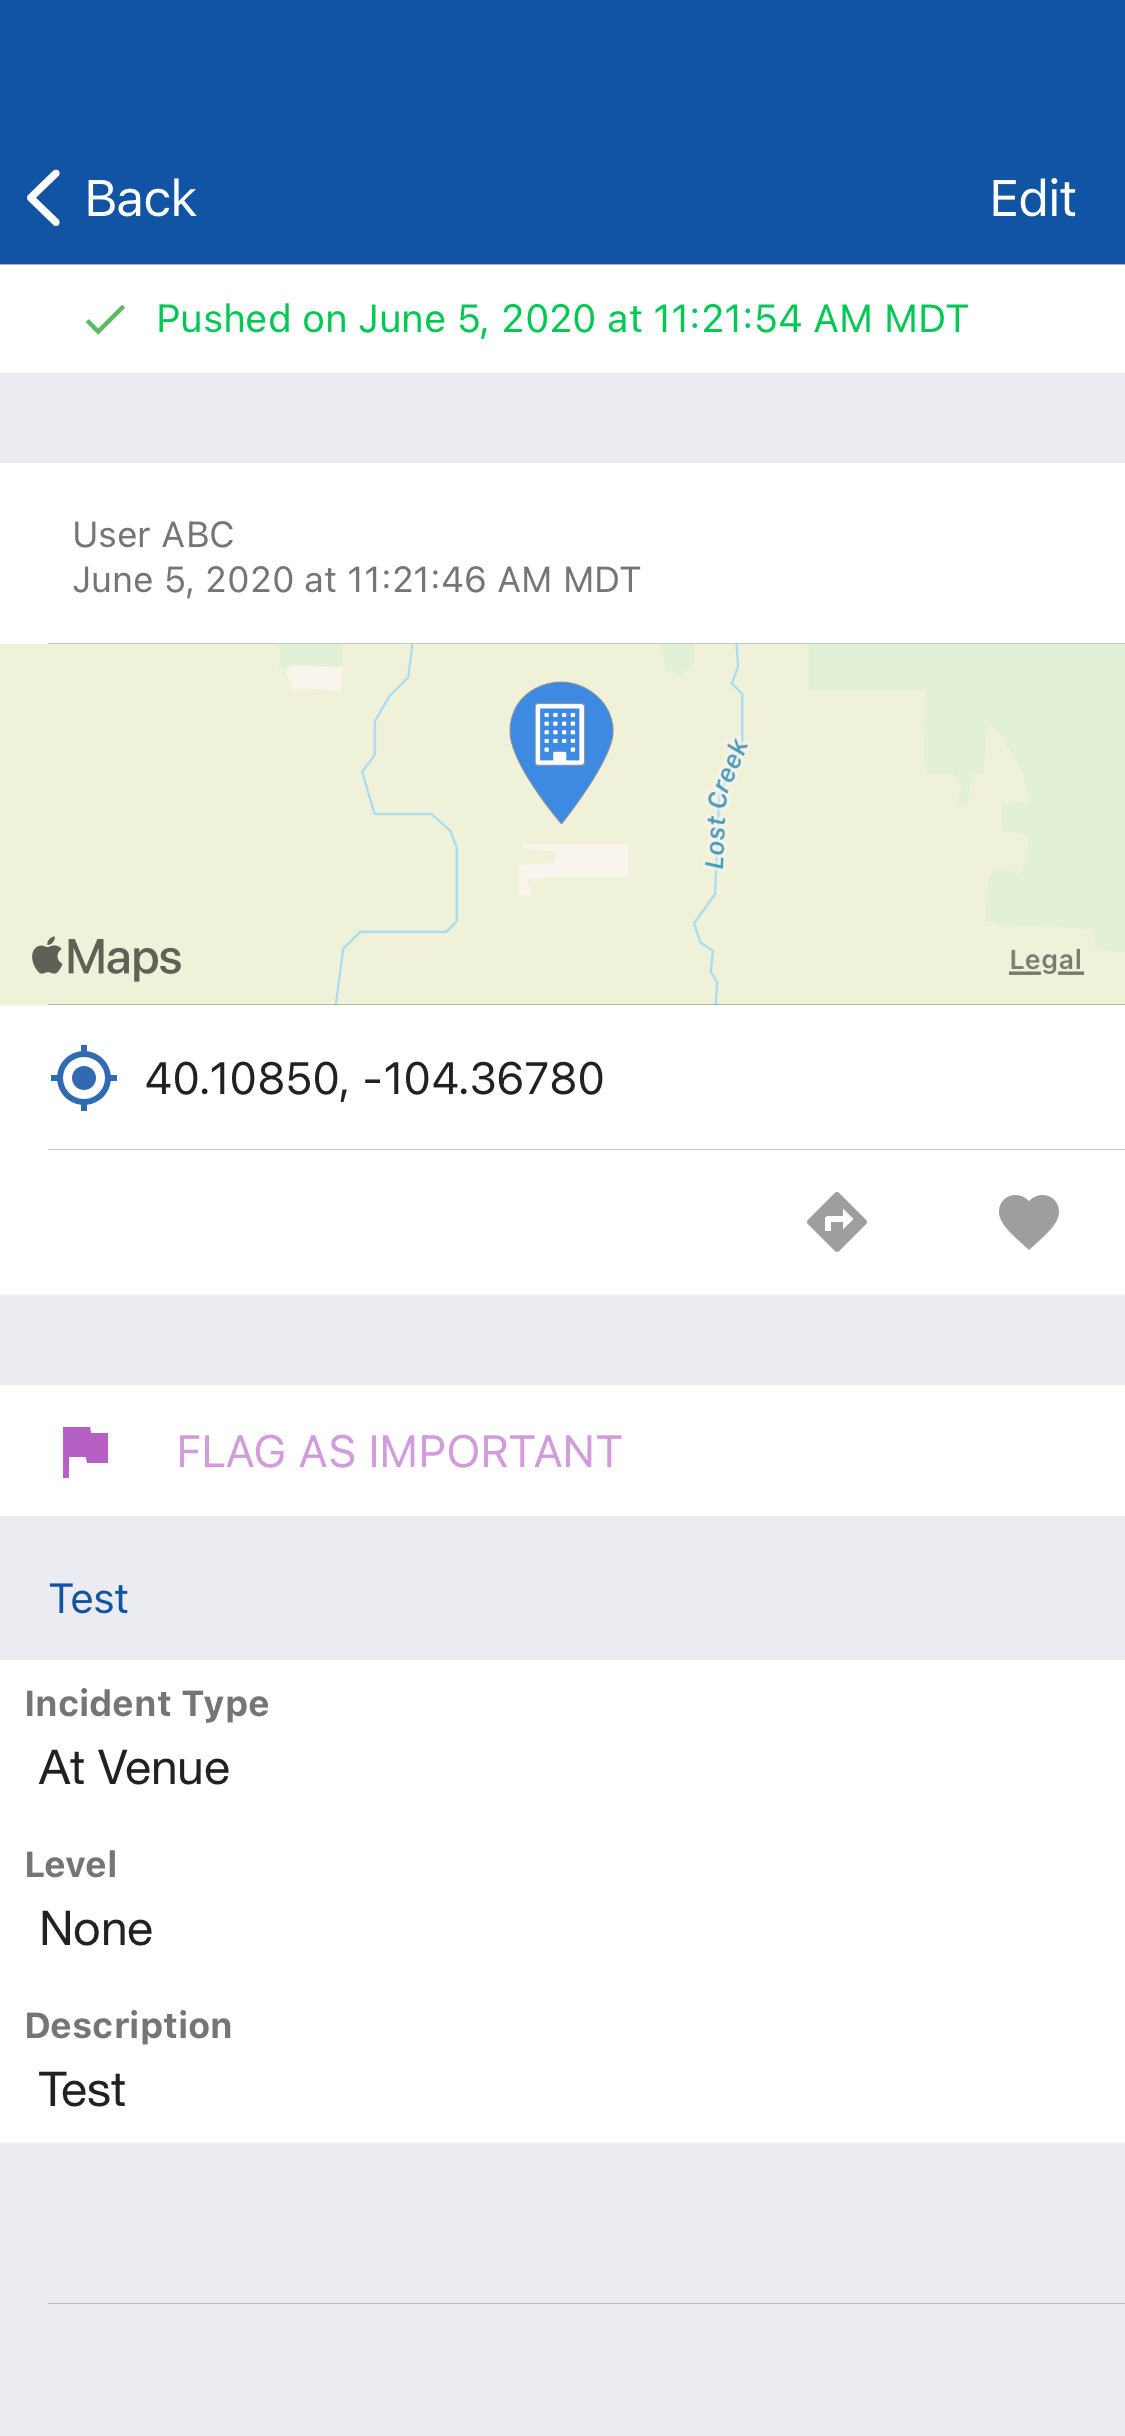 Back
Edit
Pushed on June 5, 2020 at 11:21:54 AM MDT
User ABC
June 5, 2020 at 11:21:46 AM MDT
Lost Creek
Maps
Legal
40.10850, -104.36780
FLAG AS IMPORTANT
Test
Incident Type
At Venue
Level
None
Description
Test